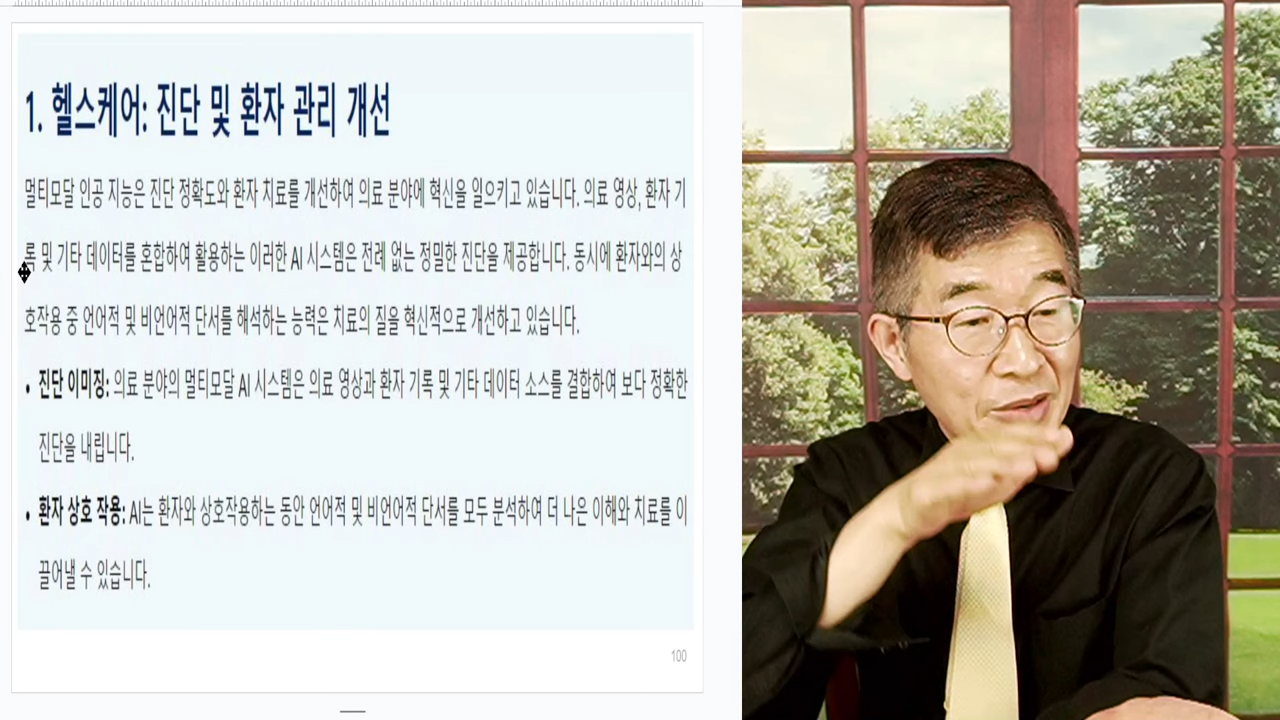 1. 헬스케어: 진단 및 환자 관리 개선
멀티모달 인공 지능은 진단 정확도와 환자 치료를 개선하여 의료 분야에 혁신을 일으키고 있습니다. 의료 영상, 환자 기
록 및 기타 데이터를 혼합하여 활용하는 이러한 AI 시스템은 전례 없는 정밀한 진단을 제공합니다. 동시에 환자와의 상
호작용 중 언어적 및 비언어적 단서를 해석하는 능력은 치료의 질을 혁신적으로 개선하고 있습니다.
• 진단 이미징: 의료 분야의 멀티모달 AI 시스템은 의료 영상과 환자 기록 및 기타 데이터 소스를 결합하여 보다 정확한
진단을 내립니다.
• 환자 상호 작용: AI는 환자와 상호작용하는 동안 언어적 및 비언어적 단서를 모두 분석하여 더 나은 이해와 치료를 이
끌어낼 수 있습니다.
100